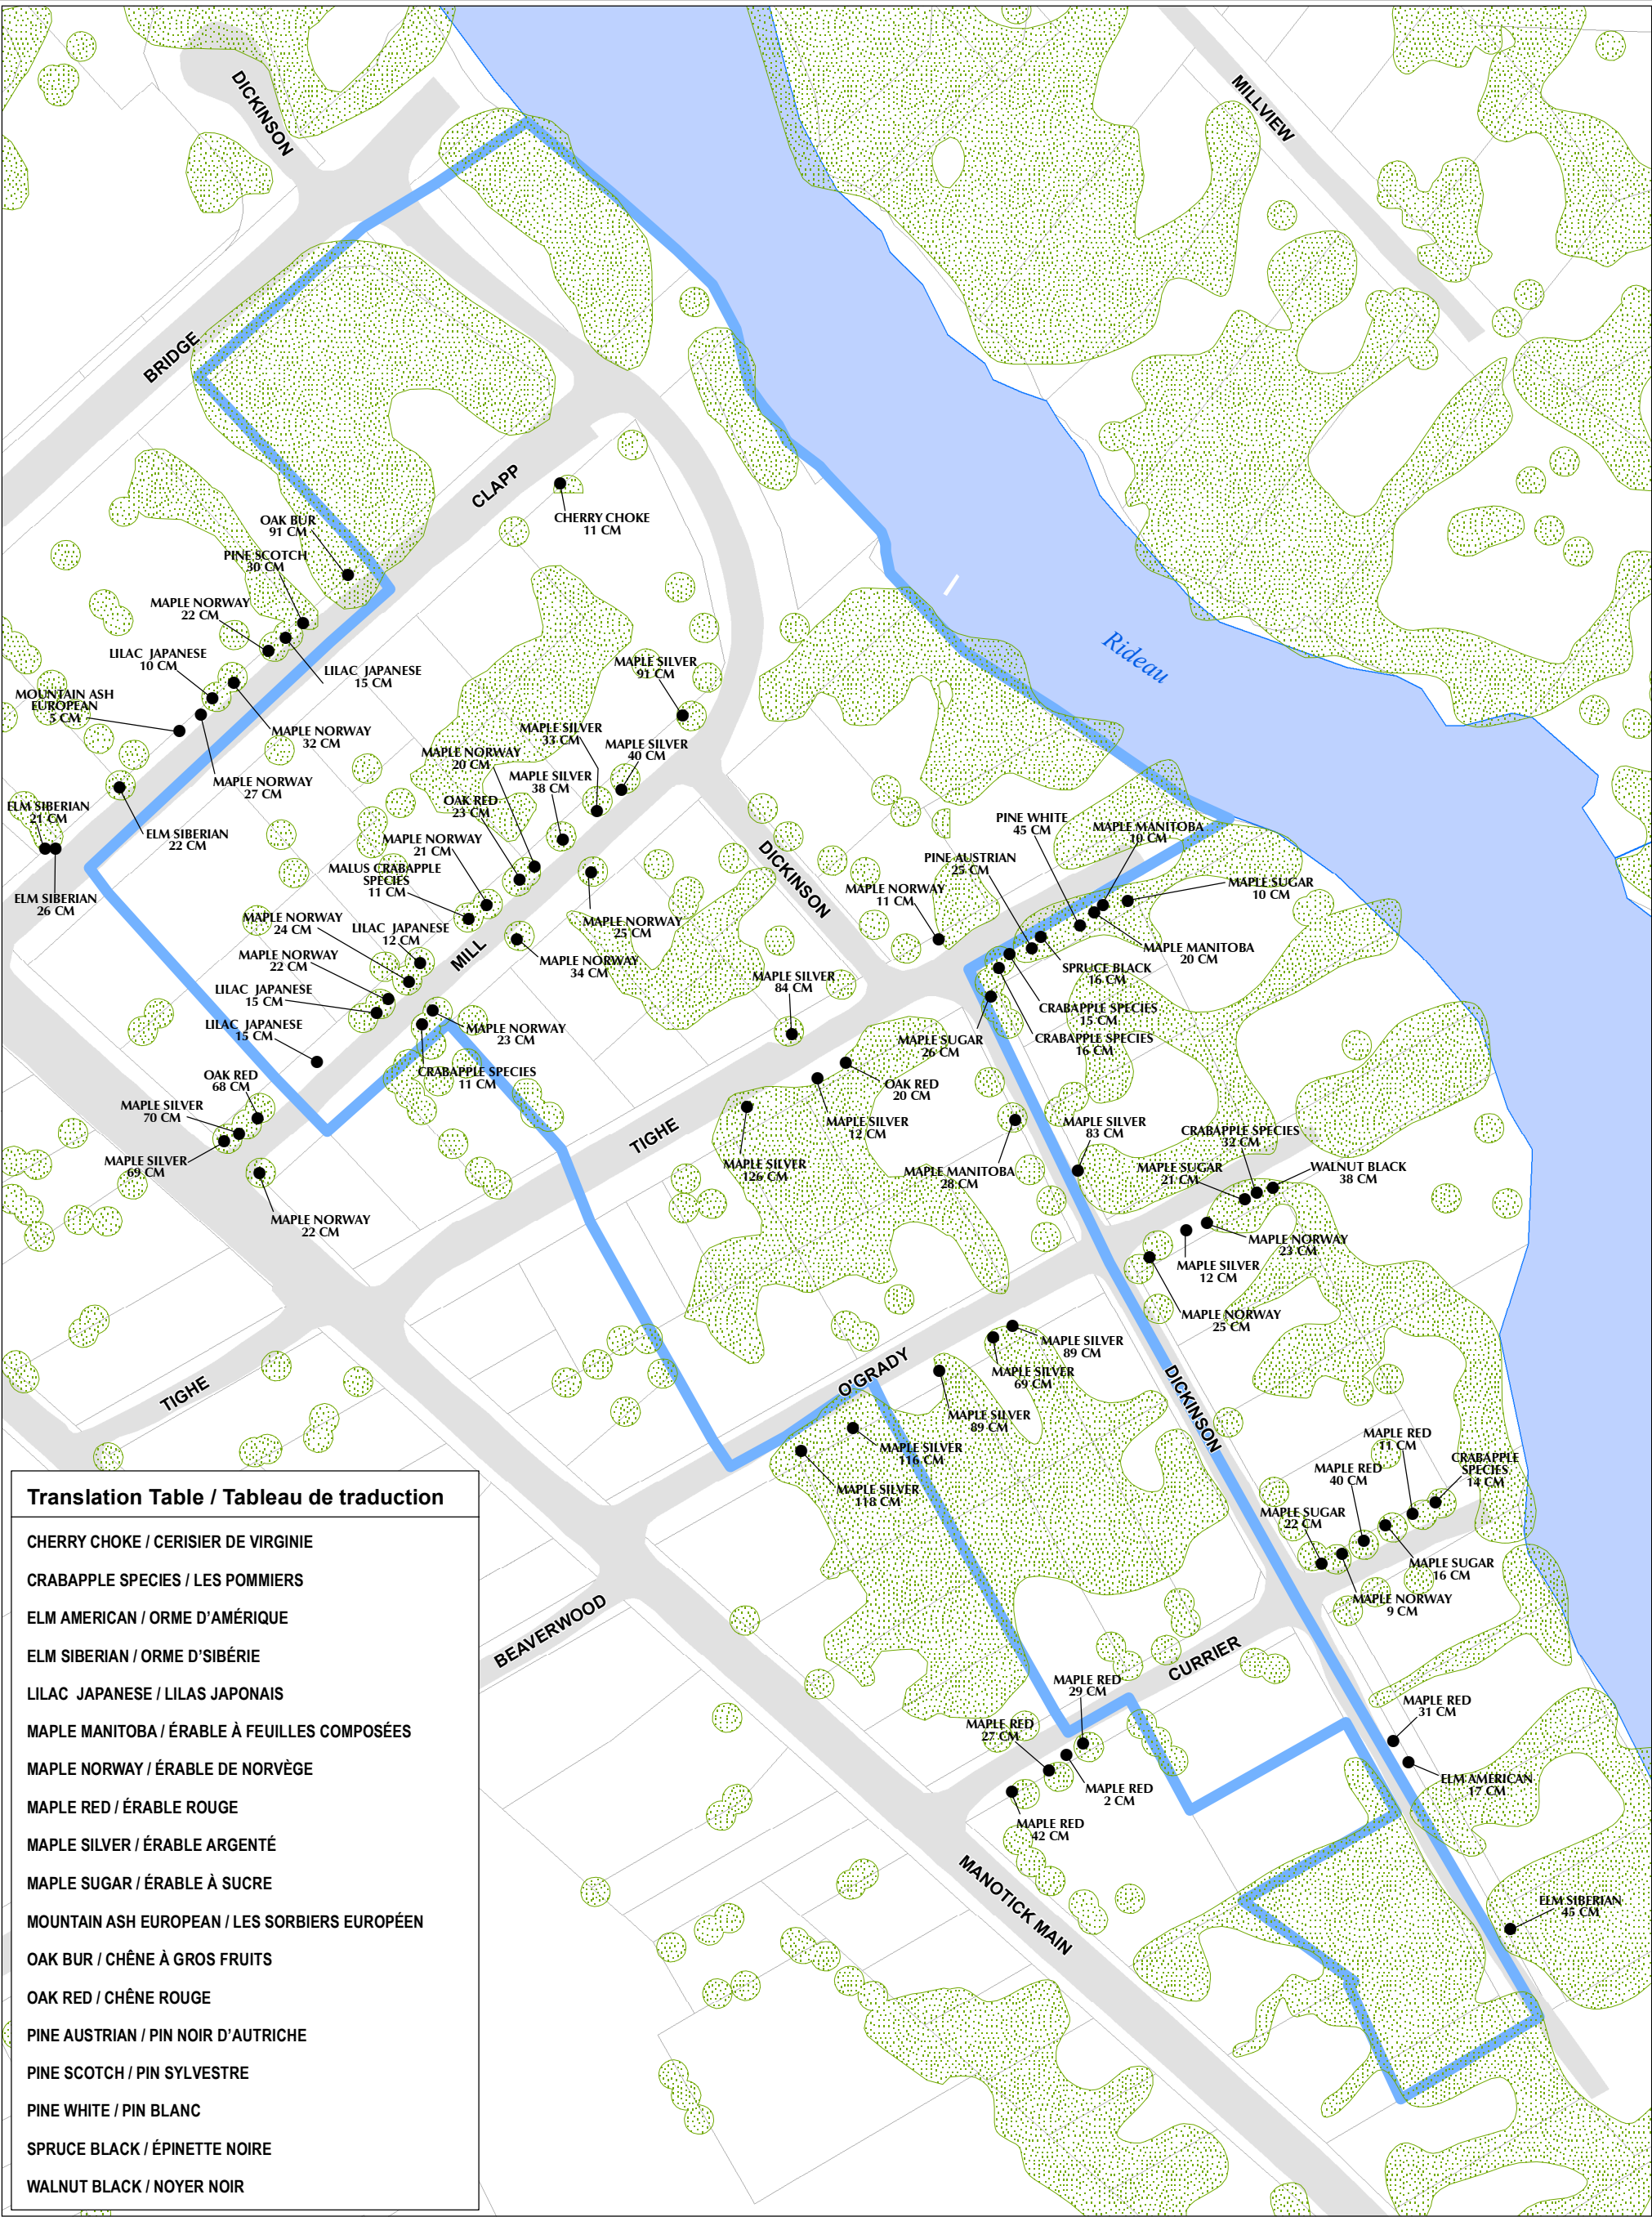 DICKINSON
MILLVIEW
BRIDGE
CLAPP
CHERRY CHOKE
11 CM
OAK BUR
91 CM
PINE SCOTCH
30 CM
MAPLE NORWAY
22 CM
LILAC JAPANESE
10 CM
LILAC JAPANESE
15 CM
MOUNTAIN ASH
EUROPEAN
5 CM
MAPLE NORWAY
32 CM
MAPLE NORWAY
27 CM
ELM SIBERIAN
21 CM
ELM SIBERIAN
22 CM
ELM SIBERIAN
26 CM
Rideau
MAPLE SILVER
91 CM
MAPLE SILVER
33 CM
MAPLE SILVER
40 CM
MAPLE NORWAY
20 CM
MAPLE SILVER
38 CM
OAK RED
23 CM
MAPLE NORWAY
21 CM
MALUS CRABAPPLE
SPECIES
11 CM
MAPLE NORWAY
24 CM
LILAC JAPANESE
12 CM
MAPLE NORWAY
22 CM
LILAC JAPANESE
15 CM
LILAC JAPANESE
15 CM
MILL
MAPLE NORWAY
25 CM
MAPLE NORWAY
34 CM
MAPLE NORWAY
23 CM
CRABAPPLE SPECIES
11 CM
OAK RED
68 CM
MAPLE SILVER
70 CM
MAPLE SILVER
69 CM
MAPLE NORWAY
22 CM
DICKINSON
PINE WHITE
45 CM
MAPLE MANITOBA
10 CM
PINE AUSTRIAN
25 CM
MAPLE NORWAY
11 CM
MAPLE SUGAR
10 CM
MAPLE MANITOBA
20 CM
SPRUCE BLACK
16 CM
CRABAPPLE SPECIES
15 CM
CRABAPPLE SPECIES
16 CM
MAPLE SUGAR
26 CM
MAPLE SILVER
84 CM
OAK RED
20 CM
MAPLE SILVER
12 CM
TIGHE
MAPLE SILVER
126 CM
MAPLE MANITOBA
28 CM
MAPLE SILVER
83 CM
CRABAPPLE SPECIES
32 CM
MAPLE SUGAR
21 CM
WALNUT BLACK
38 CM
MAPLE NORWAY
23 CM
MAPLE SILVER
12 CM
MAPLE NORWAY
25 CM
MAPLE SILVER
89 CM
MAPLE SILVER
69 CM
O'GRADY
MAPLE SILVER
89 CM
MAPLE SILVER
116 CM
MAPLE SILVER
118 CM
TIGHE
DICKINSON
MAPLE RED
11 CM
MAPLE RED
40 CM
CRABAPPLE
SPECIES
14 CM
MAPLE SUGAR
22 CM
MAPLE SUGAR
16 CM
MAPLE NORWAY
9 CM
BEAVERWOOD
CURRIER
MAPLE RED
29 CM
MAPLE RED
27 CM
MAPLE RED
2 CM
MAPLE RED
42 CM
MAPLE RED
31 CM
ELM AMERICAN
17 CM
MANOTICK MAIN
ELM SIBERIAN
45 CM
Translation Table / Tableau de traduction
CHERRY CHOKE / CERISIER DE VIRGINIE
CRABAPPLE SPECIES / LES POMMIERS
ELM AMERICAN / ORME D'AMÉRIQUE
ELM SIBERIAN / ORME D'SIBÉRIE
LILAC JAPANESE / LILAS JAPONAIS
MAPLE MANITOBA / ÉRABLE À FEUILLES COMPOSÉES
MAPLE NORWAY / ÉRABLE DE NORVÈGE
MAPLE RED / ÉRABLE ROUGE
MAPLE SILVER / ÉRABLE ARGENTÉ
MAPLE SUGAR / ÉRABLE À SUCRE
MOUNTAIN ASH EUROPEAN / LES SORBIERS EUROPÉEN
OAK BUR / CHÊNE À GROS FRUITS
OAK RED / CHÊNE ROUGE
PINE AUSTRIAN / PIN NOIR D'AUTRICHE
PINE SCOTCH / PIN SYLVESTRE
PINE WHITE / PIN BLANC
SPRUCE BLACK / ÉPINETTE NOIRE
WALNUT BLACK / NOYER NOIR